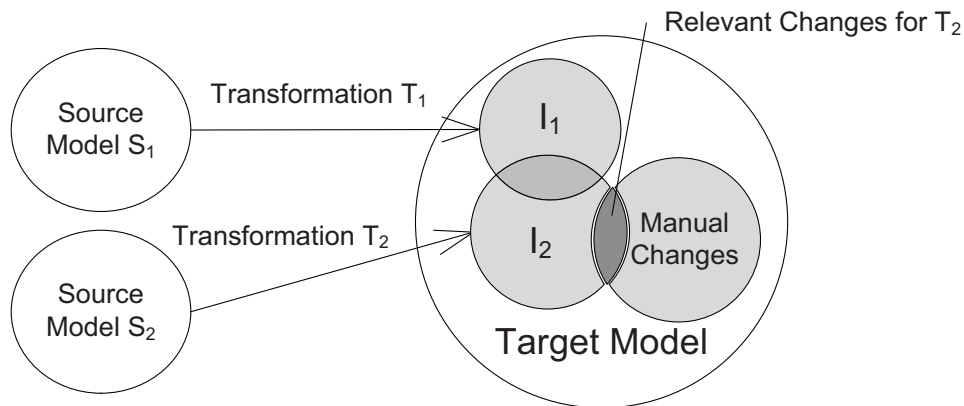 Relevant Changes for T₂
Transformation T₁
Source
Model S₁
I₁
Transformation T₂
Source
Model S₂
I₂
Manual
Changes
Target Model